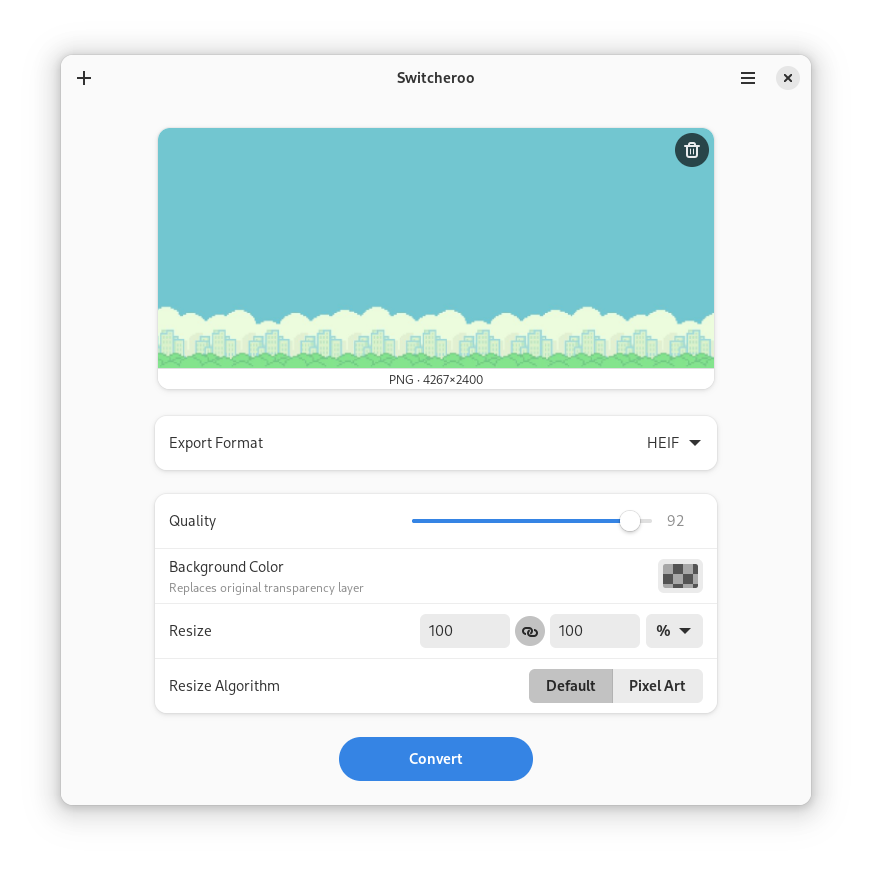 Switcheroo
PNG · 4267×2400
Export Format HEIF
Quality 92
Background Color
Replaces original transparency layer
Resize 100 100 %
Resize Algorithm Default Pixel Art
Convert